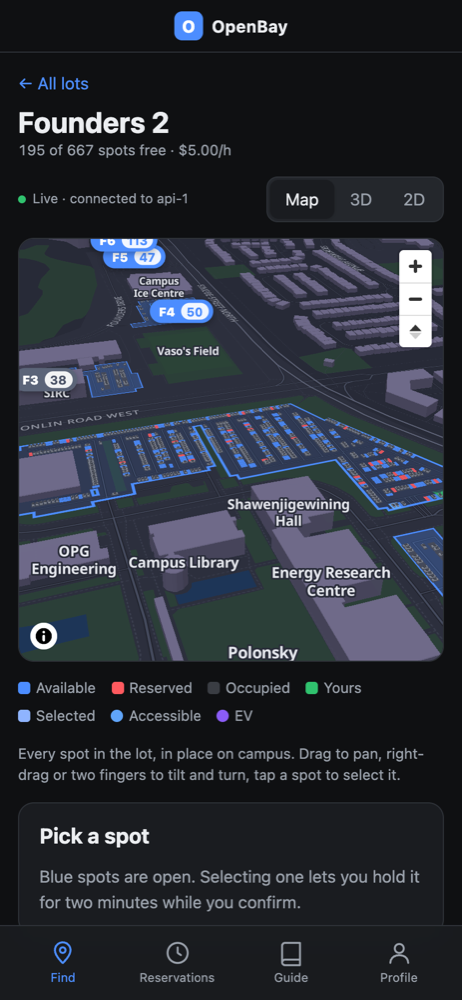 O OpenBay
← All lots
Founders 2
195 of 667 spots free · $5.00/h
Live · connected to api-1
Map 3D 2D
F6 113
F5 47
Campus
Ice Centre
F4 50
Vaso's Field
F3 38
SIRC
ONLIN ROAD WEST
Shawenjigewining
Hall
OPG
Engineering
Campus Library
Energy Research
Centre
Polonsky
Available Reserved Occupied Yours
Selected Accessible EV
Every spot in the lot, in place on campus. Drag to pan, right-
drag or two fingers to tilt and turn, tap a spot to select it.
Pick a spot
Blue spots are open. Selecting one lets you hold it
for two minutes while you confirm.
Find Reservations Guide Profile